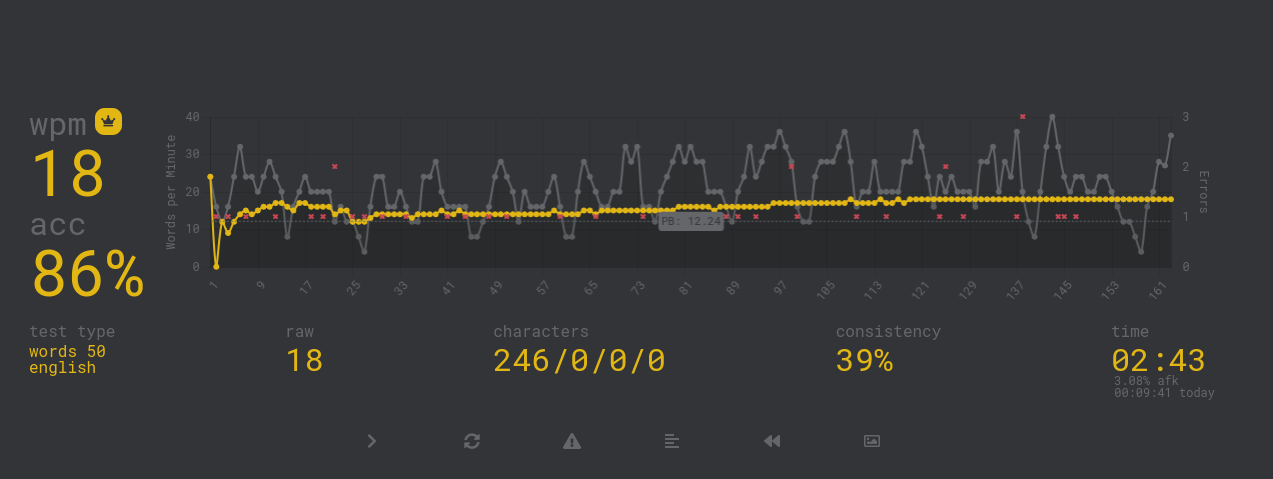 wpm
18
acc
86%
Words per Minute
40
30
20
10
0
PB: 12.24
3
2
1
0
Errors
1 9 17 25 33 41 49 57 65 73 81 89 97 105 113 121 129 137 145 153 161
test type
words 50
english
raw
18
characters
246/0/0/0
consistency
39%
time
02:43
3.08% afk
00:09:41 today